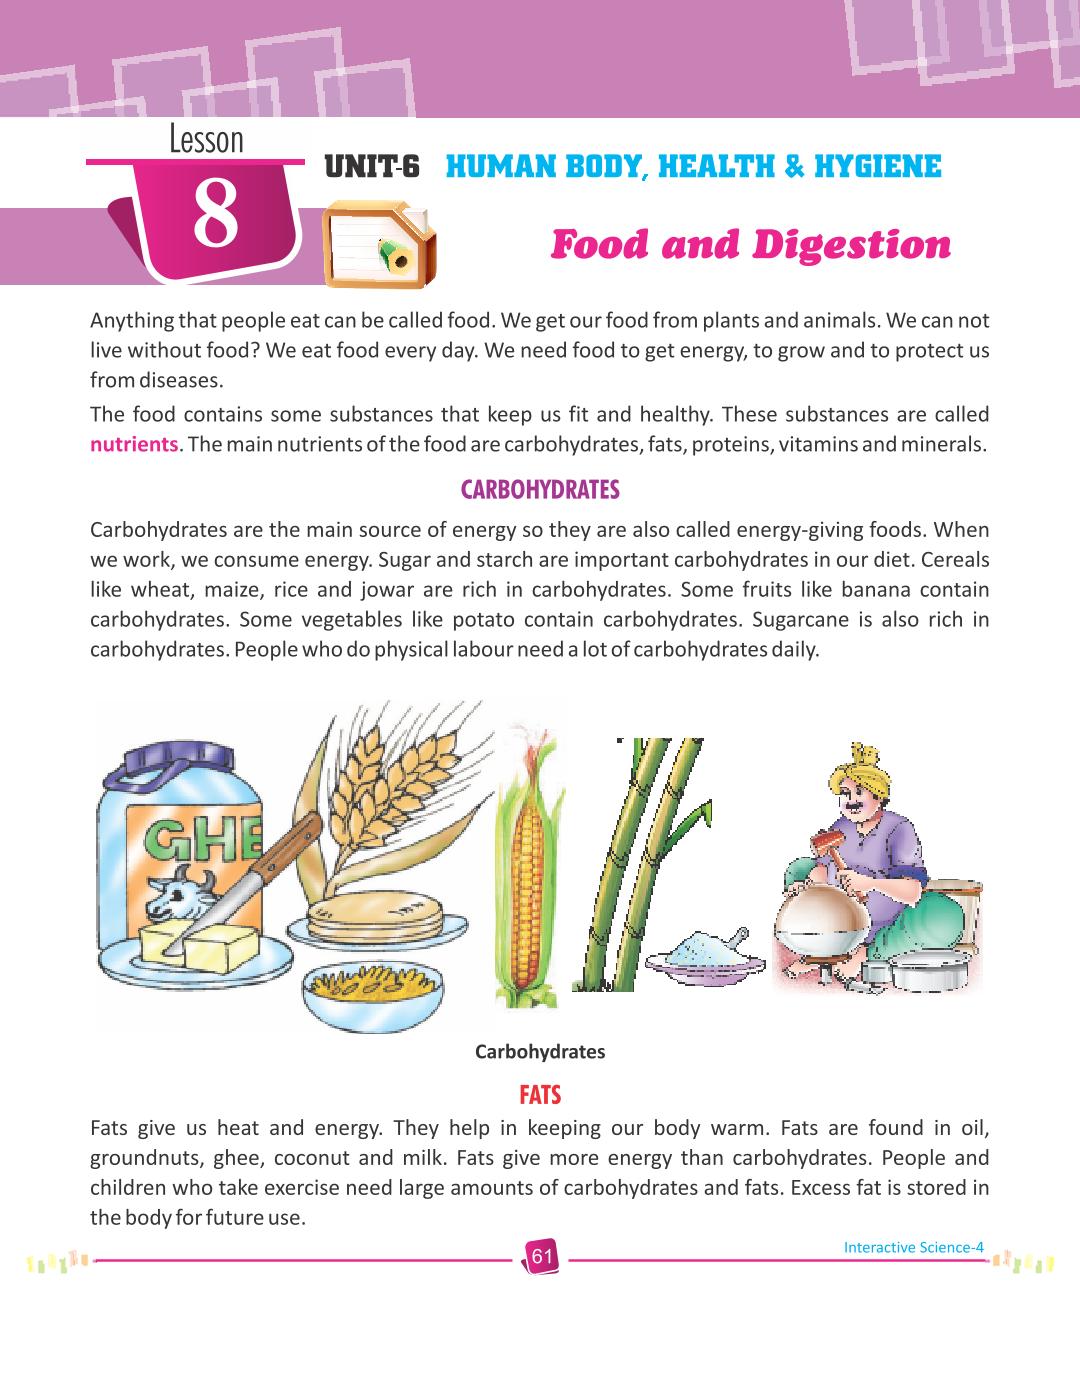 Lesson
8
UNIT-6 HUMAN BODY, HEALTH & HYGIENE
Food and Digestion
Anything that people eat can be called food. We get our food from plants and animals. We can not
live without food? We eat food every day. We need food to get energy, to grow and to protect us
from diseases.
The food contains some substances that keep us fit and healthy. These substances are called
nutrients. The main nutrients of the food are carbohydrates, fats, proteins, vitamins and minerals.
CARBOHYDRATES
Carbohydrates are the main source of energy so they are also called energy-giving foods. When
we work, we consume energy. Sugar and starch are important carbohydrates in our diet. Cereals
like wheat, maize, rice and jowar are rich in carbohydrates. Some fruits like banana contain
carbohydrates. Some vegetables like potato contain carbohydrates. Sugarcane is also rich in
carbohydrates. People who do physical labour need a lot of carbohydrates daily.
GHE
Carbohydrates
FATS
Fats give us heat and energy. They help in keeping our body warm. Fats are found in oil,
groundnuts, ghee, coconut and milk. Fats give more energy than carbohydrates. People and
children who take exercise need large amounts of carbohydrates and fats. Excess fat is stored in
the body for future use.
61
Interactive Science-4